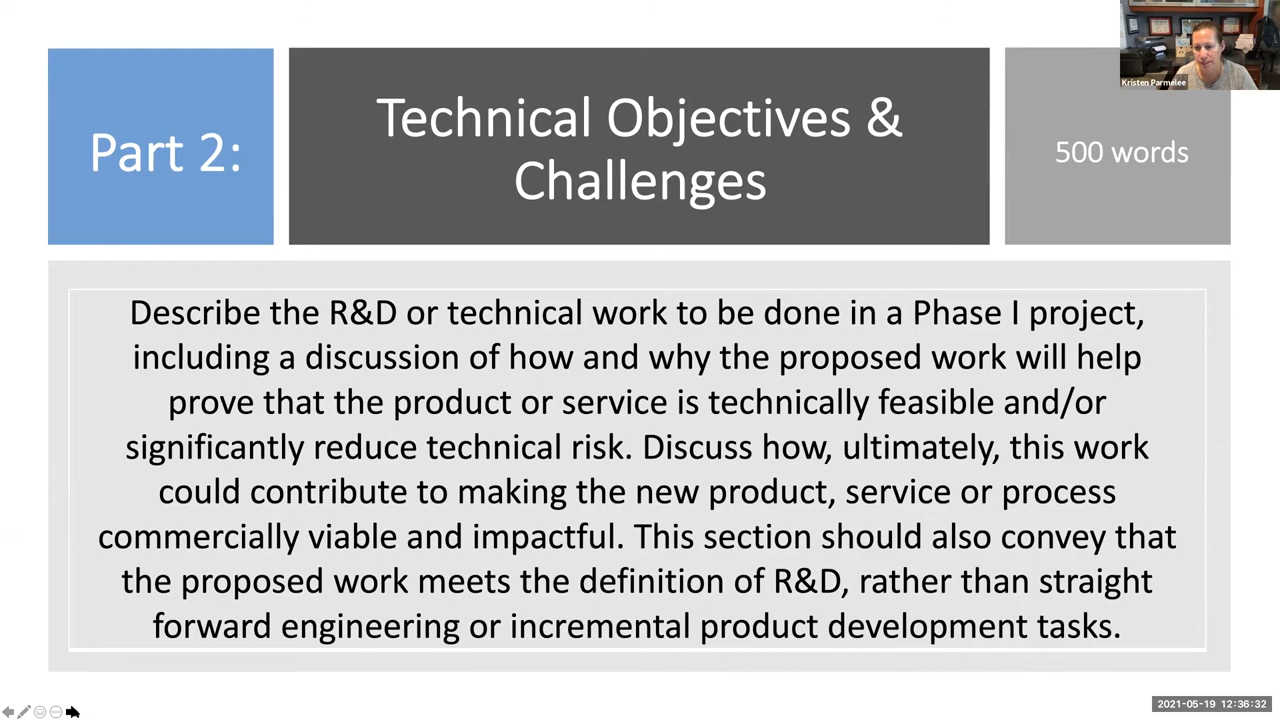 Part 2:
Technical Objectives &
Challenges
500 words
Kristen Parmelee
Describe the R&D or technical work to be done in a Phase I project,
including a discussion of how and why the proposed work will help
prove that the product or service is technically feasible and/or
significantly reduce technical risk. Discuss how, ultimately, this work
could contribute to making the new product, service or process
commercially viable and impactful. This section should also convey that
the proposed work meets the definition of R&D, rather than straight
forward engineering or incremental product development tasks.
2021-05-19 12:36:32